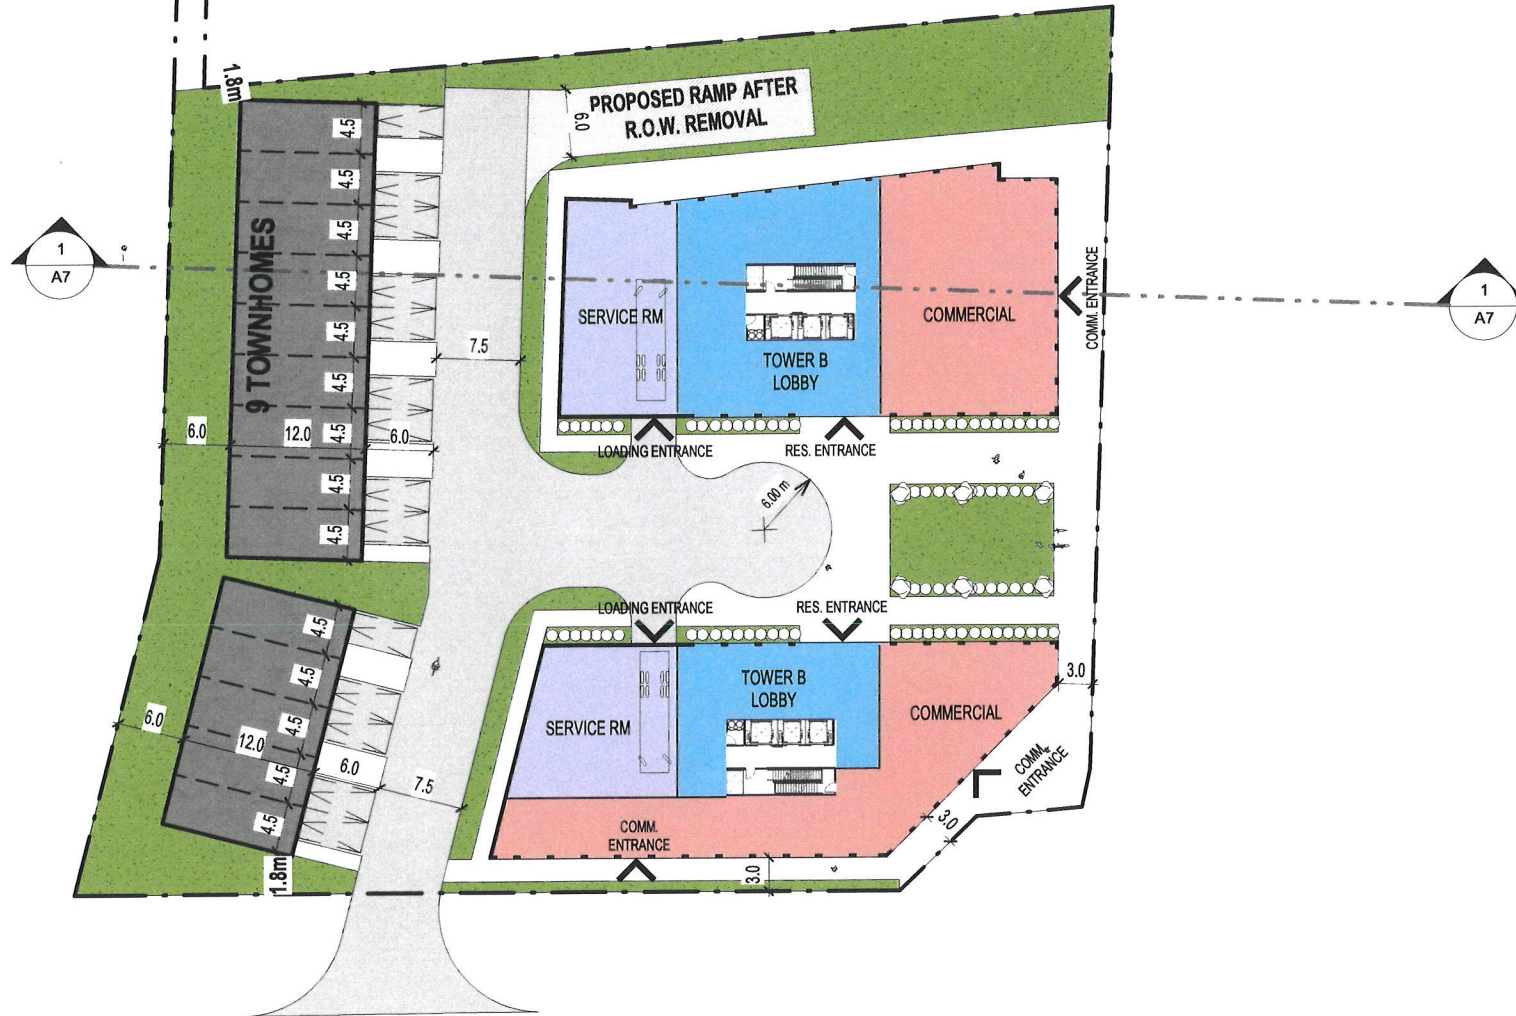 1.8m
PROPOSED RAMP AFTER
R.O.W. REMOVAL
6.0
4.5
4.5
4.5
4.5
4.5
4.5
4.5
4.5
4.5
9 TOWNHOMES
1
A7
1
A7
SERVICE RM
TOWER B
LOBBY
COMMERCIAL
COMM. ENTRANCE
7.5
6.0
12.0
6.0
LOADING ENTRANCE
RES. ENTRANCE
6.00 m
LOADING ENTRANCE
RES. ENTRANCE
4.5
4.5
4.5
4.5
4.5
6.0
12.0
6.0
7.5
SERVICE RM
TOWER B
LOBBY
COMMERCIAL
3.0
COMM.
ENTRANCE
3.0
COMM.
ENTRANCE
3.0
1.8m